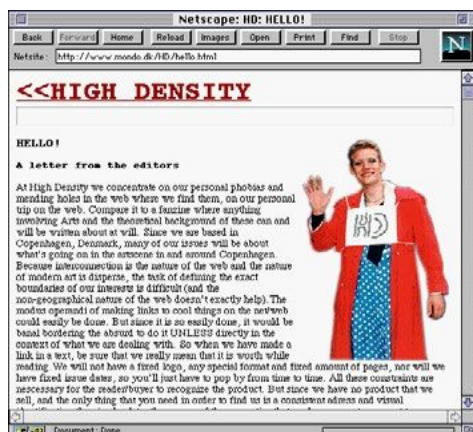 Netscape: HD: HELLO!
Back Forward Home Reload Images Open Print Find Stop
Netsite: http://www.mondo.dk/HD/hello.html
N
<<HIGH DENSITY
HELLO!
A letter from the editors
HD
At High Density we concentrate on our personal phobias and
mending holes in the web where we find them, on our personal
trip on the web. Compare it to a fanzine where anything
involving Arts and the theoretical background of these can and
will be written about at will. Since we are based in
Copenhagen, Denmark, many of our issues will be about
what's going on in the artscene in and around Copenhagen.
Because interconnection is the nature of the web and the nature
of modern art is disperse, the task of defining the exact
boundaries of our interests is difficult (and the
non-geographical nature of the web doesn't exactly help). The
modus operandi of making links to cool things on the net/web
could easily be done. But since it is so easily done, it would be
banal bordering the absurd to do it UNLESS directly in the
context of what we are dealing with. So when we have made a
link in a text, be sure that we really mean that it is worth while
reading. We will not have a fixed logo, any special format and fixed amount of pages, nor will we
have fixed issue dates, so you'll just have to pop by from time to time. All these constraints are
nescessary for the reader/buyer to recognize the product. But since we have no product that we
sell, and the only thing that you need in order to find us is a consistent adress and visual
Document: Done